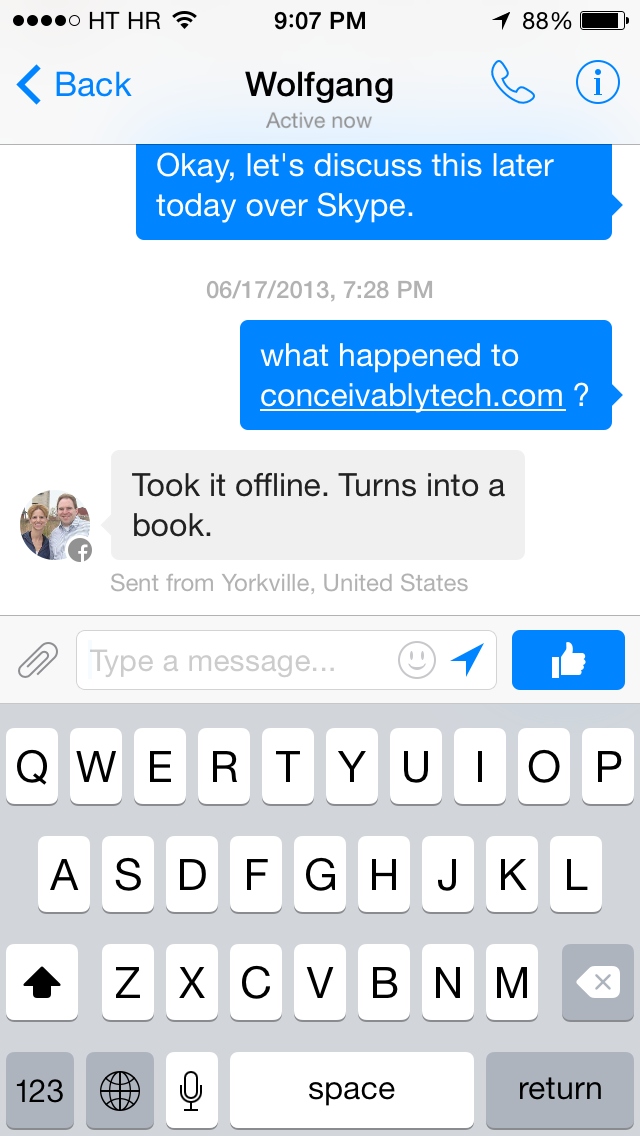 HT HR 9:07 PM 88%
Back Wolfgang
Active now
Okay, let's discuss this later
today over Skype.
06/17/2013, 7:28 PM
what happened to
conceivablytech.com ?
Took it offline. Turns into a
book.
Sent from Yorkville, United States
Type a message...
Q W E R T Y U I O P
A S D F G H J K L
Z X C V B N M
123 space return